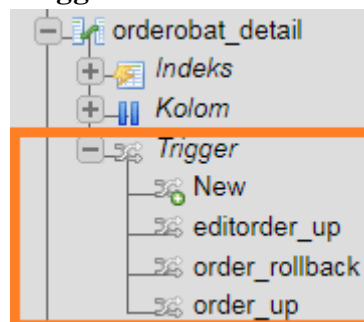 orderobat_detail
Indeks
Kolom
Trigger
New
editorder_up
order_rollback
order_up